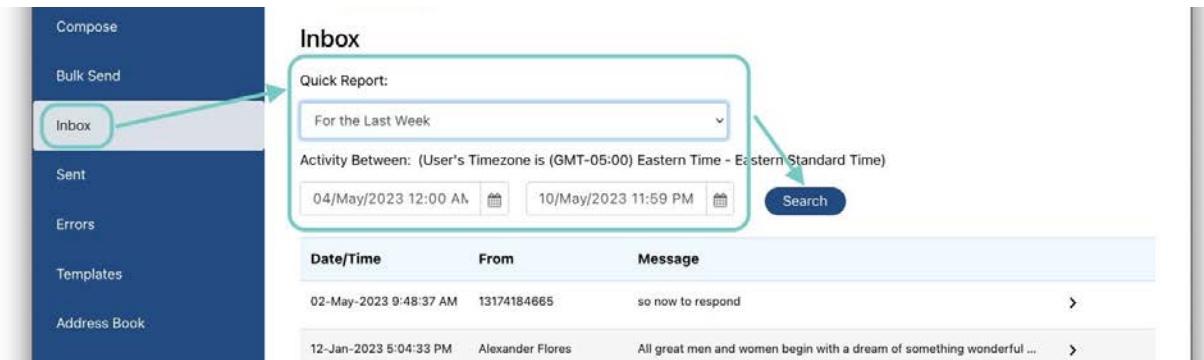 Compose
Bulk Send
Inbox
Sent
Errors
Templates
Address Book
Inbox
Quick Report:
For the Last Week
Activity Between: (User's Timezone is (GMT-05:00) Eastern Time - Eastern Standard Time)
04/May/2023 12:00 AM 10/May/2023 11:59 PM Search
Date/Time From Message
02-May-2023 9:48:37 AM 13174184665 so now to respond
12-Jan-2023 5:04:33 PM Alexander Flores All great men and women begin with a dream of something wonderful ...